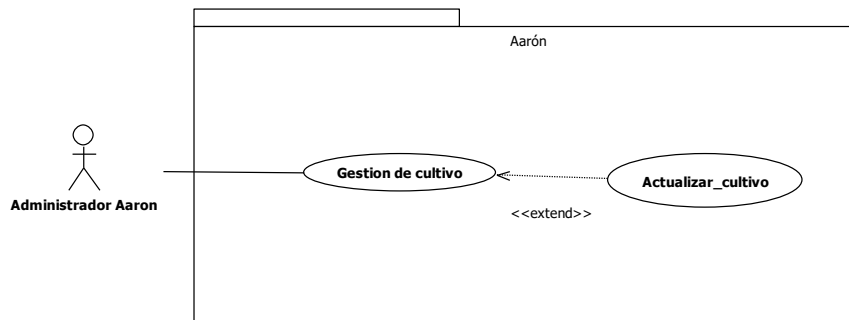 Aarón
Gestion de cultivo
Actualizar_cultivo
Administrador Aaron
<<extend>>